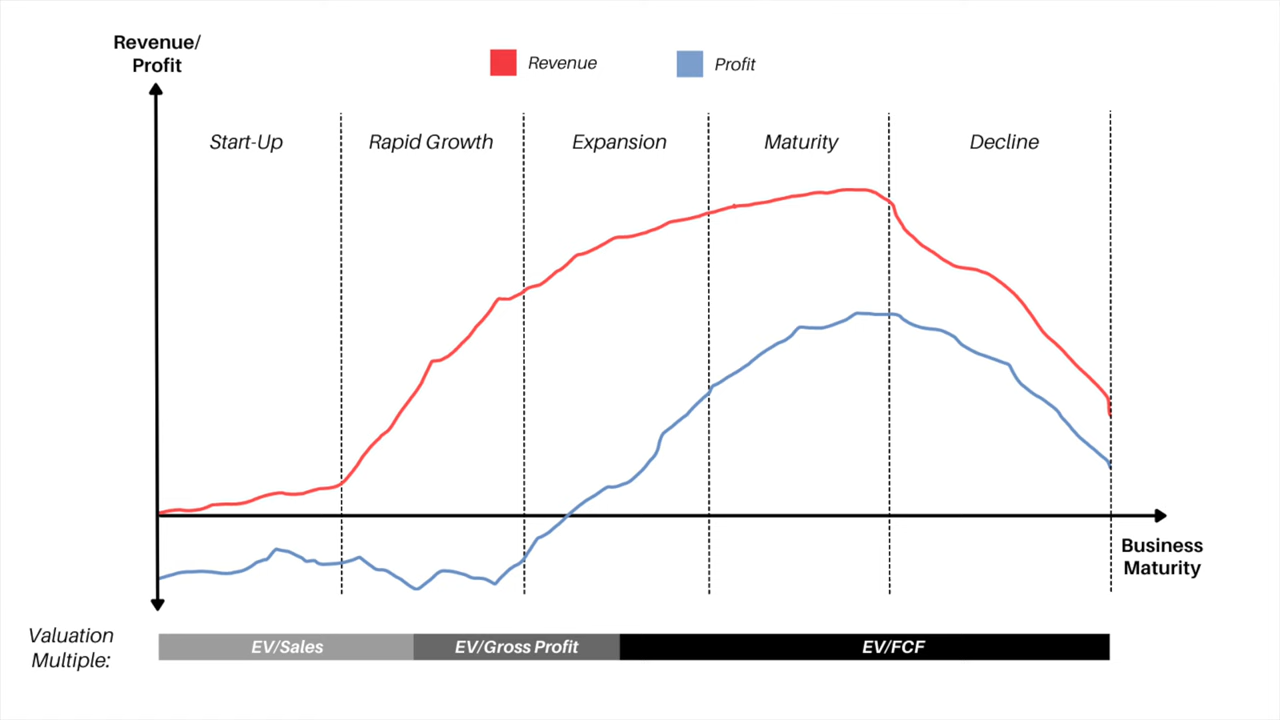 Revenue/
Profit
Revenue
Profit
Start-Up
Rapid Growth
Expansion
Maturity
Decline
Business
Maturity
Valuation
Multiple:
EV/Sales
EV/Gross Profit
EV/FCF